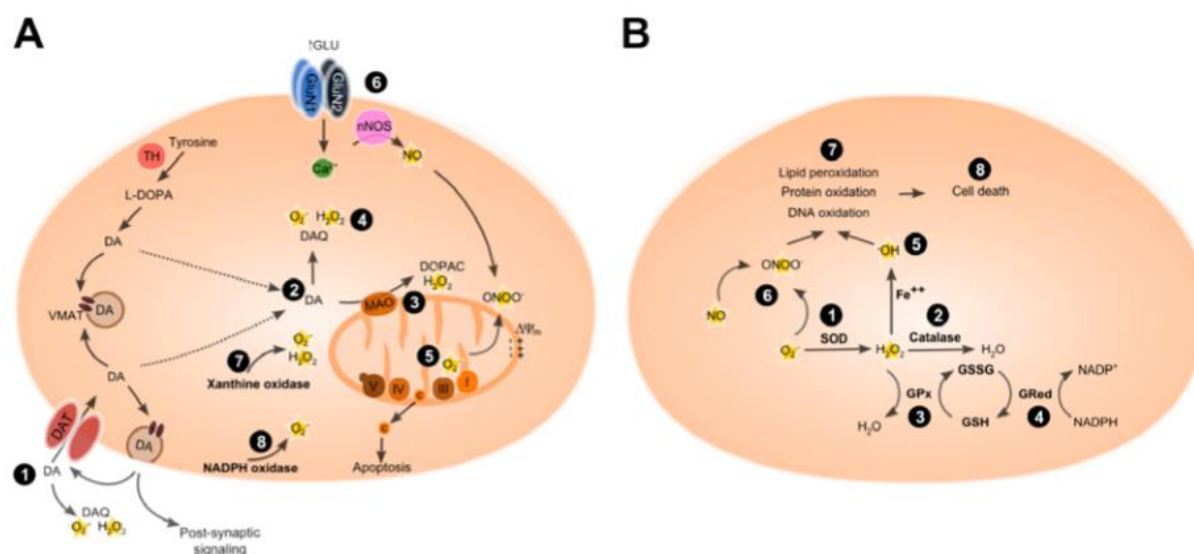 A
↑GLU
GluN1
GluN2
6
nNOS
NO
Ca²⁺
Tyrosine
TH
L-DOPA
DA
O₂⁻ H₂O₂
4
DAQ
2
DA
DOPAC
H₂O₂
MAO
3
ONOO⁻
ΔΨm
VMAT
DA
O₂⁻
H₂O₂
7
Xanthine oxidase
5
O₂⁻
V
IV
c
III
I
DA
c
Apoptosis
DAT
DA
8
O₂⁻
NADPH oxidase
1
DA
DAQ
O₂⁻ H₂O₂
Post-synaptic
signaling
B
7
Lipid peroxidation
Protein oxidation
DNA oxidation
8
Cell death
·OH
5
ONOO⁻
6
NO
Fe⁺⁺
1
SOD
2
Catalase
O₂⁻
H₂O₂
H₂O
GSSG
NADP⁺
GPx
GRed
3
4
H₂O
GSH
NADPH